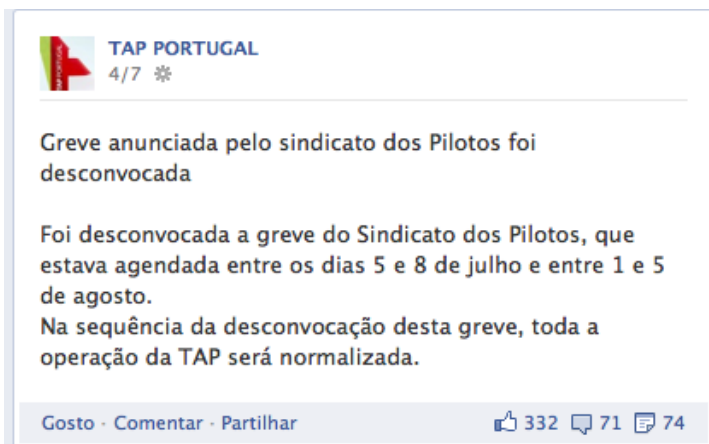 TAP PORTUGAL
4/7
Greve anunciada pelo sindicato dos Pilotos foi
desconvocada
Foi desconvocada a greve do Sindicato dos Pilotos, que
estava agendada entre os dias 5 e 8 de julho e entre 1 e 5
de agosto.
Na sequência da desconvocação desta greve, toda a
operação da TAP será normalizada.
Gosto · Comentar · Partilhar 332 71 74